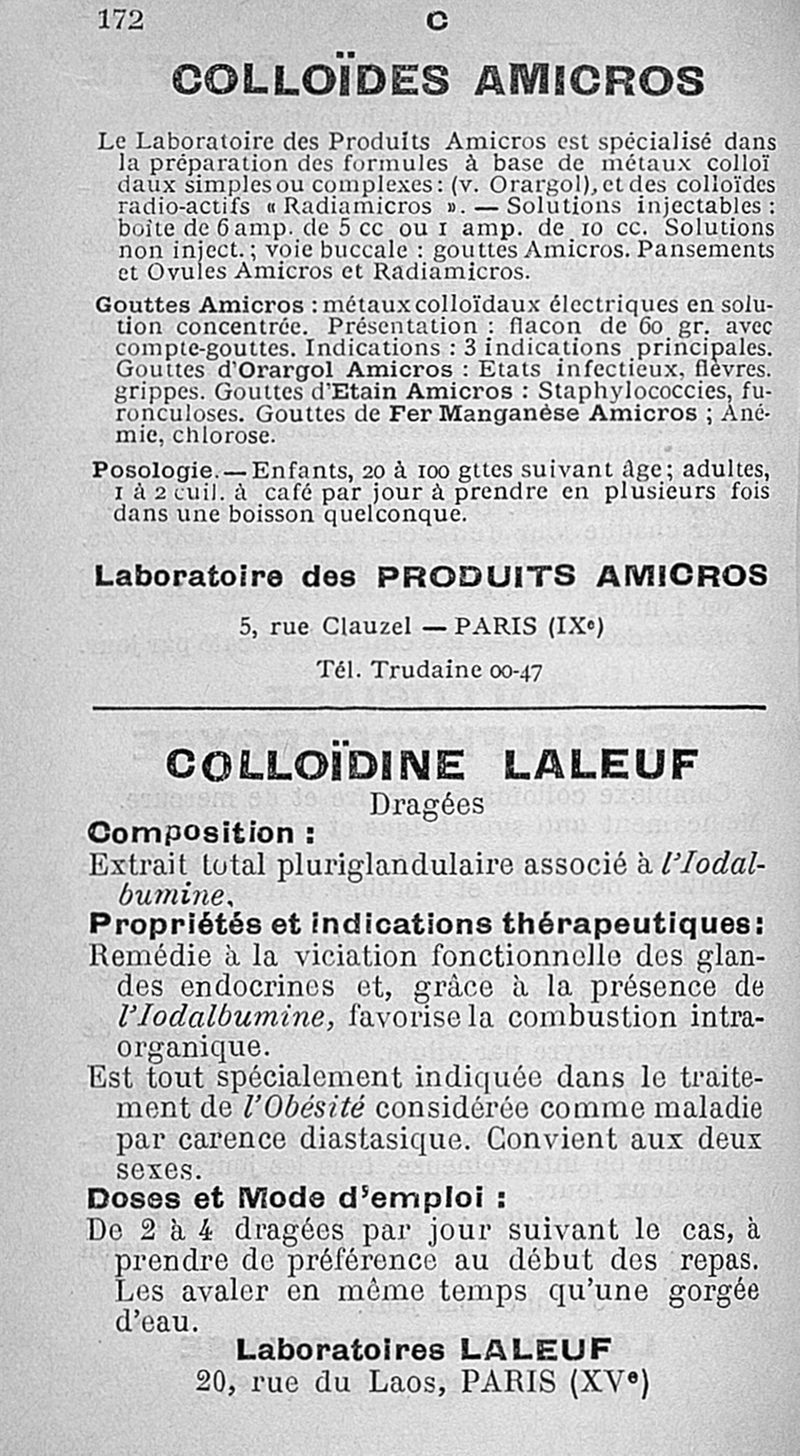 172
C
COLLOÏDES AMICROS
Le Laboratoire des Produits Amicros est spécialisé dans
la préparation des formules à base de métaux colloï
daux simples ou complexes: (v. Orargol), et des colloïdes
radio-actifs « Radiamicros ». — Solutions injectables :
boîte de 6 amp. de 5 cc ou 1 amp. de 10 cc. Solutions
non inject. ; voie buccale : gouttes Amicros. Pansements
et Ovules Amicros et Radiamicros.
Gouttes Amicros : métaux colloïdaux électriques en solu-
tion concentrée. Présentation : flacon de 60 gr. avec
compte-gouttes. Indications : 3 indications principales.
Gouttes d'Orargol Amicros : Etats infectieux, fièvres.
grippes. Gouttes d'Etain Amicros : Staphylococcies, fu-
ronculoses. Gouttes de Fer Manganèse Amicros ; Ané-
mie, chlorose.
Posologie. — Enfants, 20 à 100 gttes suivant âge; adultes,
1 à 2 cuil. à café par jour à prendre en plusieurs fois
dans une boisson quelconque.
Laboratoire des PRODUITS AMICROS
5, rue Clauzel — PARIS (IXe)
Tél. Trudaine 00-47
COLLOÏDINE LALEUF
Dragées
Composition :
Extrait total pluriglandulaire associé à l'Iodal-
bumine,
Propriétés et indications thérapeutiques:
Remédie à la viciation fonctionnelle des glan-
des endocrines et, grâce à la présence de
l'Iodalbumine, favorise la combustion intra-
organique.
Est tout spécialement indiquée dans le traite-
ment de l'Obésité considérée comme maladie
par carence diastasique. Convient aux deux
sexes.
Doses et Mode d'emploi :
De 2 à 4 dragées par jour suivant le cas, à
prendre de préférence au début des repas.
Les avaler en même temps qu'une gorgée
d'eau.
Laboratoires LALEUF
20, rue du Laos, PARIS (XVe)